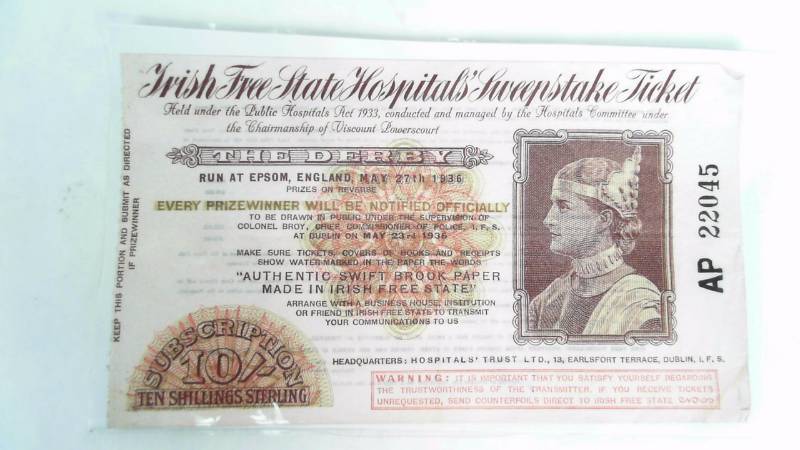 Irish Free State Hospitals' Sweepstake Ticket
Held under the Public Hospitals Act 1933, conducted and managed by the Hospitals Committee under
the Chairmanship of Viscount Powerscourt
THE DERBY
RUN AT EPSOM, ENGLAND, MAY 27th 1936
PRIZES ON REVERSE
EVERY PRIZEWINNER WILL BE NOTIFIED OFFICIALLY
TO BE DRAWN IN PUBLIC UNDER THE SUPERVISION OF
COLONEL BROY, CHIEF COMMISSIONER OF POLICE, I.F.S.
AT DUBLIN ON MAY 23rd 1936
MAKE SURE TICKETS, COVERS OF BOOKS AND RECEIPTS
SHOW WATER MARKED IN THE PAPER THE WORDS
"AUTHENTIC SWIFT BROOK PAPER
MADE IN IRISH FREE STATE"
ARRANGE WITH A BUSINESS HOUSE, INSTITUTION
OR FRIEND IN IRISH FREE STATE TO TRANSMIT
YOUR COMMUNICATIONS TO US
HEADQUARTERS: HOSPITALS' TRUST LTD., 13, EARLSFORT TERRACE, DUBLIN, I.F.S.
WARNING: IT IS IMPORTANT THAT YOU SATISFY YOURSELF REGARDING
THE TRUSTWORTHINESS OF THE TRANSMITTER. IF YOU RECEIVE TICKETS
UNREQUESTED, SEND COUNTERFOILS DIRECT TO IRISH FREE STATE
SUBSCRIPTION
10/-
TEN SHILLINGS STERLING
KEEP THIS PORTION AND SUBMIT AS DIRECTED
IF PRIZEWINNER
AP 22045